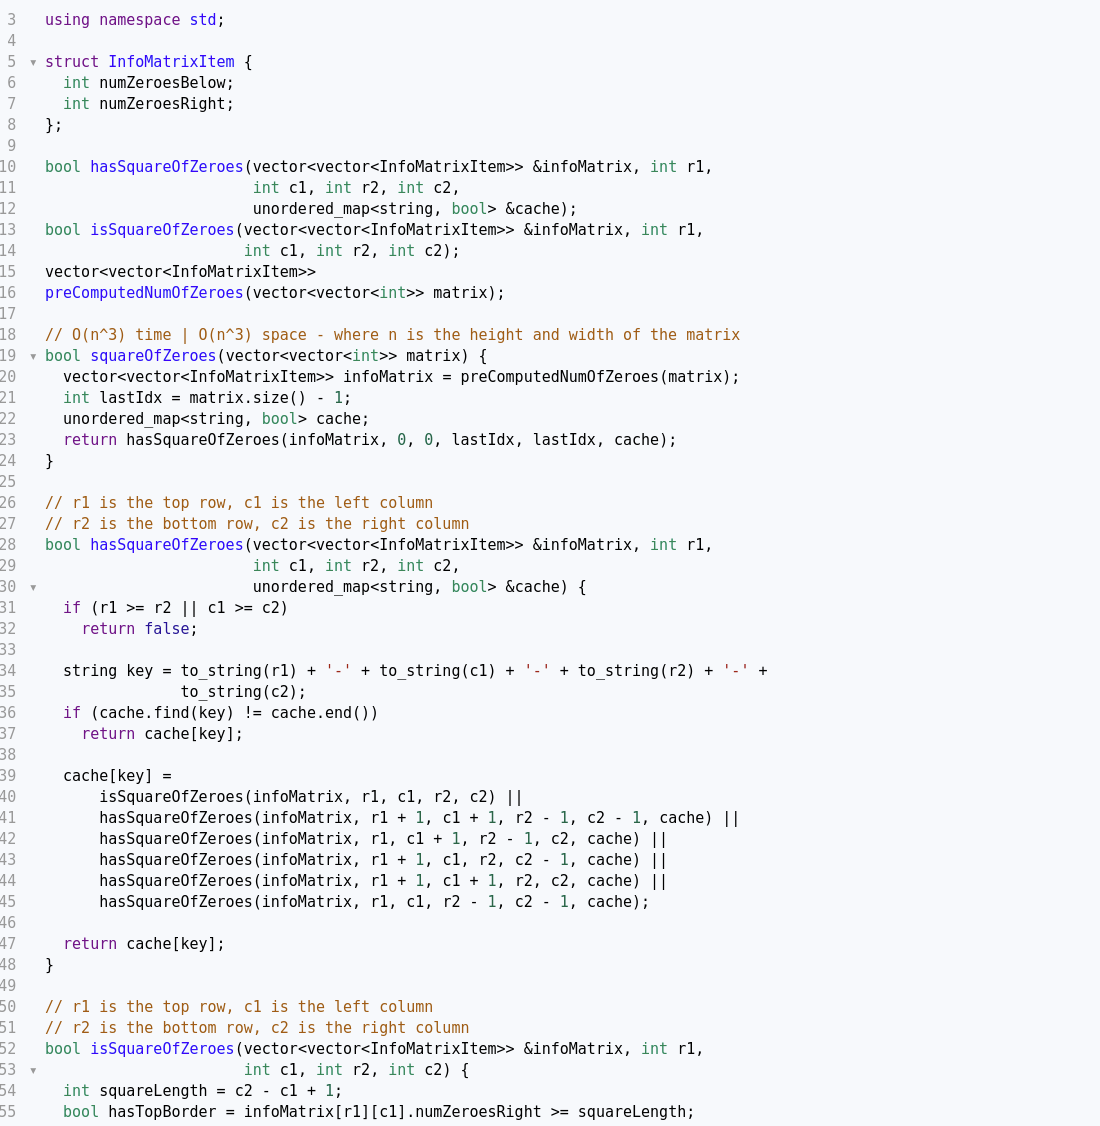 3 using namespace std;
4
5 ▾ struct InfoMatrixItem {
6   int numZeroesBelow;
7   int numZeroesRight;
8 };
9
10 bool hasSquareOfZeroes(vector<vector<InfoMatrixItem>> &infoMatrix, int r1,
11                        int c1, int r2, int c2,
12                        unordered_map<string, bool> &cache);
13 bool isSquareOfZeroes(vector<vector<InfoMatrixItem>> &infoMatrix, int r1,
14                       int c1, int r2, int c2);
15 vector<vector<InfoMatrixItem>>
16 preComputedNumOfZeroes(vector<vector<int>> matrix);
17
18 // O(n^3) time | O(n^3) space - where n is the height and width of the matrix
19 ▾ bool squareOfZeroes(vector<vector<int>> matrix) {
20   vector<vector<InfoMatrixItem>> infoMatrix = preComputedNumOfZeroes(matrix);
21   int lastIdx = matrix.size() - 1;
22   unordered_map<string, bool> cache;
23   return hasSquareOfZeroes(infoMatrix, 0, 0, lastIdx, lastIdx, cache);
24 }
25
26 // r1 is the top row, c1 is the left column
27 // r2 is the bottom row, c2 is the right column
28 bool hasSquareOfZeroes(vector<vector<InfoMatrixItem>> &infoMatrix, int r1,
29                        int c1, int r2, int c2,
30 ▾                      unordered_map<string, bool> &cache) {
31   if (r1 >= r2 || c1 >= c2)
32     return false;
33
34   string key = to_string(r1) + '-' + to_string(c1) + '-' + to_string(r2) + '-' +
35                to_string(c2);
36   if (cache.find(key) != cache.end())
37     return cache[key];
38
39   cache[key] =
40       isSquareOfZeroes(infoMatrix, r1, c1, r2, c2) ||
41       hasSquareOfZeroes(infoMatrix, r1 + 1, c1 + 1, r2 - 1, c2 - 1, cache) ||
42       hasSquareOfZeroes(infoMatrix, r1, c1 + 1, r2 - 1, c2, cache) ||
43       hasSquareOfZeroes(infoMatrix, r1 + 1, c1, r2, c2 - 1, cache) ||
44       hasSquareOfZeroes(infoMatrix, r1 + 1, c1 + 1, r2, c2, cache) ||
45       hasSquareOfZeroes(infoMatrix, r1, c1, r2 - 1, c2 - 1, cache);
46
47   return cache[key];
48 }
49
50 // r1 is the top row, c1 is the left column
51 // r2 is the bottom row, c2 is the right column
52 bool isSquareOfZeroes(vector<vector<InfoMatrixItem>> &infoMatrix, int r1,
53 ▾                     int c1, int r2, int c2) {
54   int squareLength = c2 - c1 + 1;
55   bool hasTopBorder = infoMatrix[r1][c1].numZeroesRight >= squareLength;